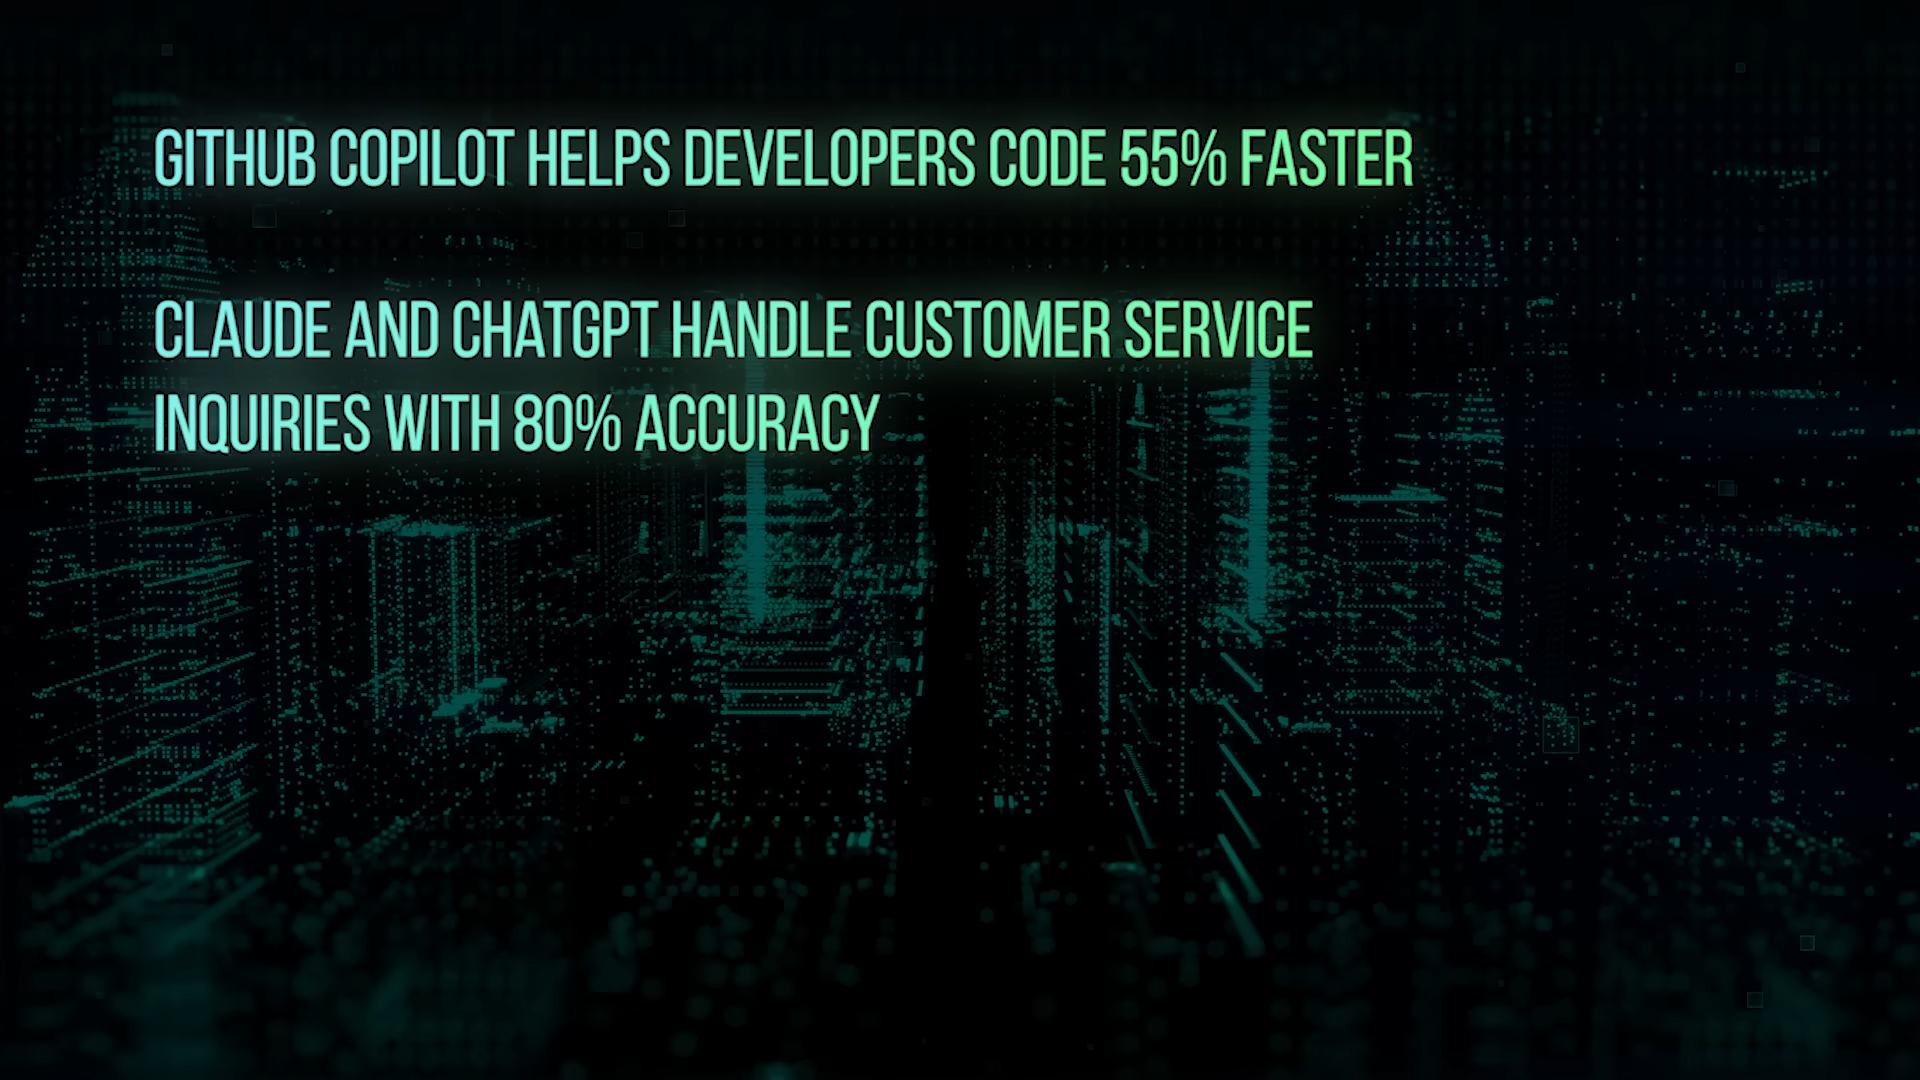 GITHUB COPILOT HELPS DEVELOPERS CODE 55% FASTER
CLAUDE AND CHATGPT HANDLE CUSTOMER SERVICE
INQUIRIES WITH 80% ACCURACY